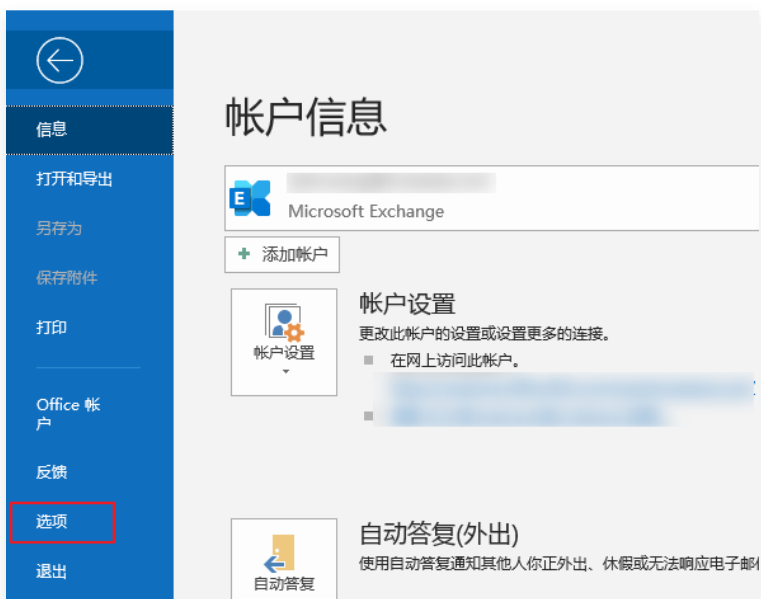 信息
打开和导出
另存为
保存附件
打印
Office 帐
户
反馈
选项
退出
帐户信息
E
Microsoft Exchange
+ 添加帐户
帐户设置
帐户设置
更改此帐户的设置或设置更多的连接。
在网上访问此帐户。
自动答复
自动答复(外出)
使用自动答复通知其他人你正外出、休假或无法响应电子邮